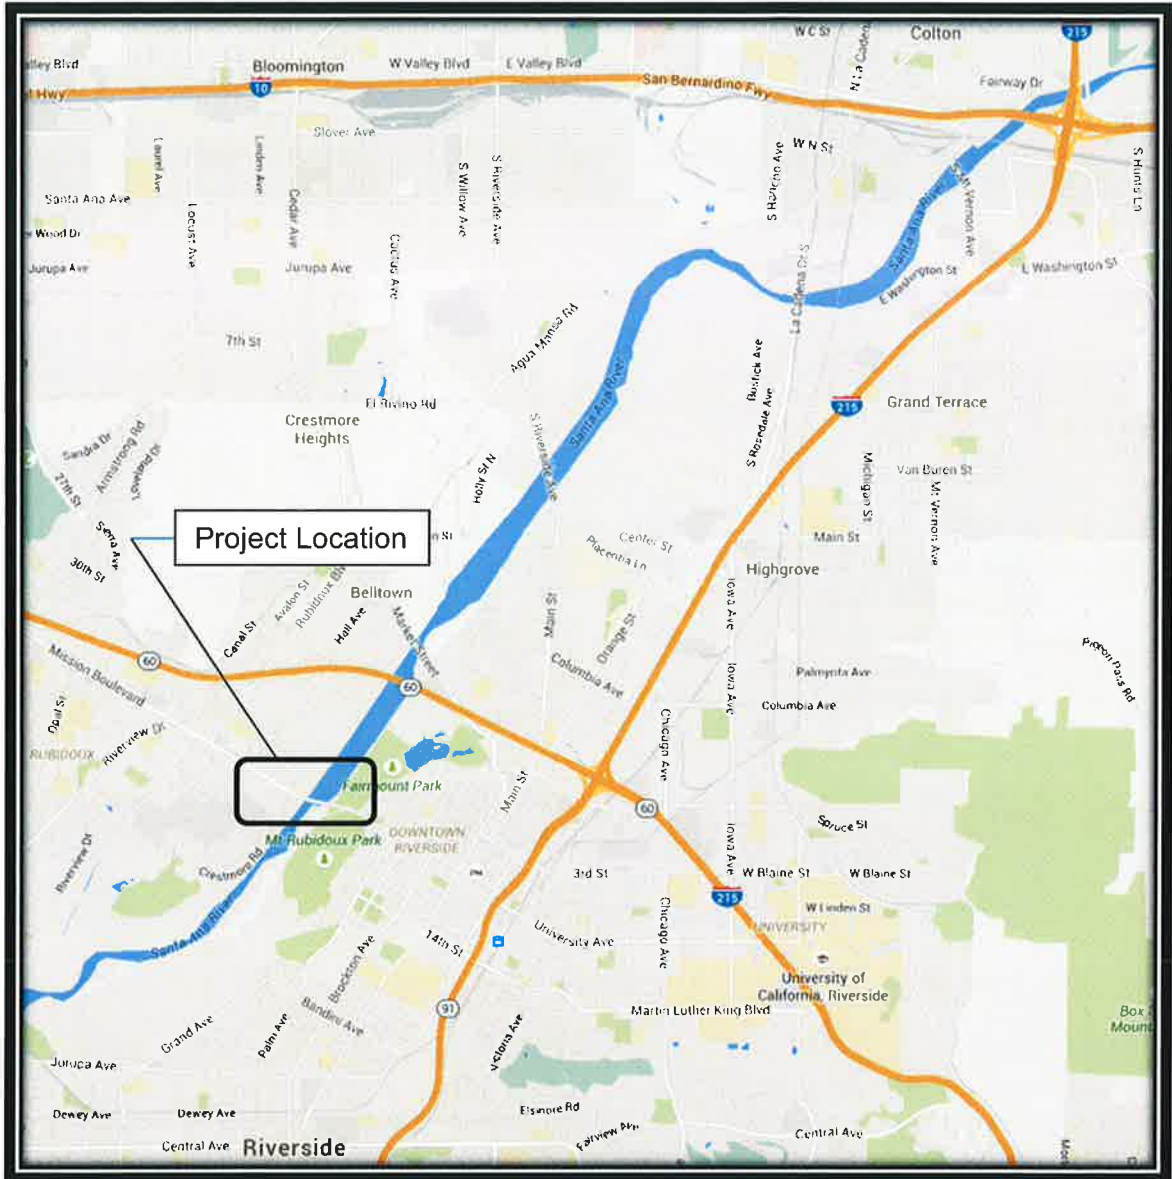 W C St
Colton
215
N La Caden
alley Blvd
Bloomington
W Valley Blvd
E Valley Blvd
San Bernardino Fwy
Fairway Dr
t Hwy
10
Slover Ave
W N St
S Hunts Ln
Laurel Ave
Linden Ave
S Willow Ave
S Riverside Ave
S Rancho Ave
S Mt Vernon Ave
Santa Ana Ave
Locust Ave
Cedar Ave
Santa Ana River
Wood Dr
Cactus Ave
Jurupa Ave
Jurupa Ave
La Cadena Dr S
E Washington St
E Washington St
7th St
Agua Mansa Rd
Bostick Ave
El Rivino Rd
215
Grand Terrace
Crestmore
Heights
Santa Ana River
S Riverside Ave
S Rosedale Ave
Sandra Dr
Armstrong Rd
Loveland Dr
27th St
Holly St N
Michigan St
Van Buren St
Mt Vernon Ave
Sierra Ave
Project Location
n St
Center St
Placentia Ln
Main St
30th St
Highgrove
Avalon St
Rubidoux Blv
Belltown
Hall Ave
Market Street
Main St
Orange St
Iowa Ave
Canal St
60
60
Mission Boulevard
Columbia Ave
Iowa Ave
Palmyrita Ave
Pigeon Pass Rd
Opal St
Riverview Dr
Columbia Ave
Chicago Ave
RUBIDOUX
Fairmount Park
Main St
60
Mt Rubidoux Park
DOWNTOWN
RIVERSIDE
Spruce St
Iowa Ave
Riverview Dr
Crestmore Rd
3rd St
W Blaine St
W Blaine St
215
Chicago Ave
W Linden St
Santa Ana River
14th St
University Ave
UNIVERSITY
Brockton Ave
University of
California, Riverside
91
Bandini Ave
Martin Luther King Blvd
Box
Mount
Grand Ave
Palm Ave
Victoria Ave
Jurupa Ave
Dewey Ave
Dewey Ave
Elsinore Rd
Fairview Ave
Central Ave
Central Ave
Riverside